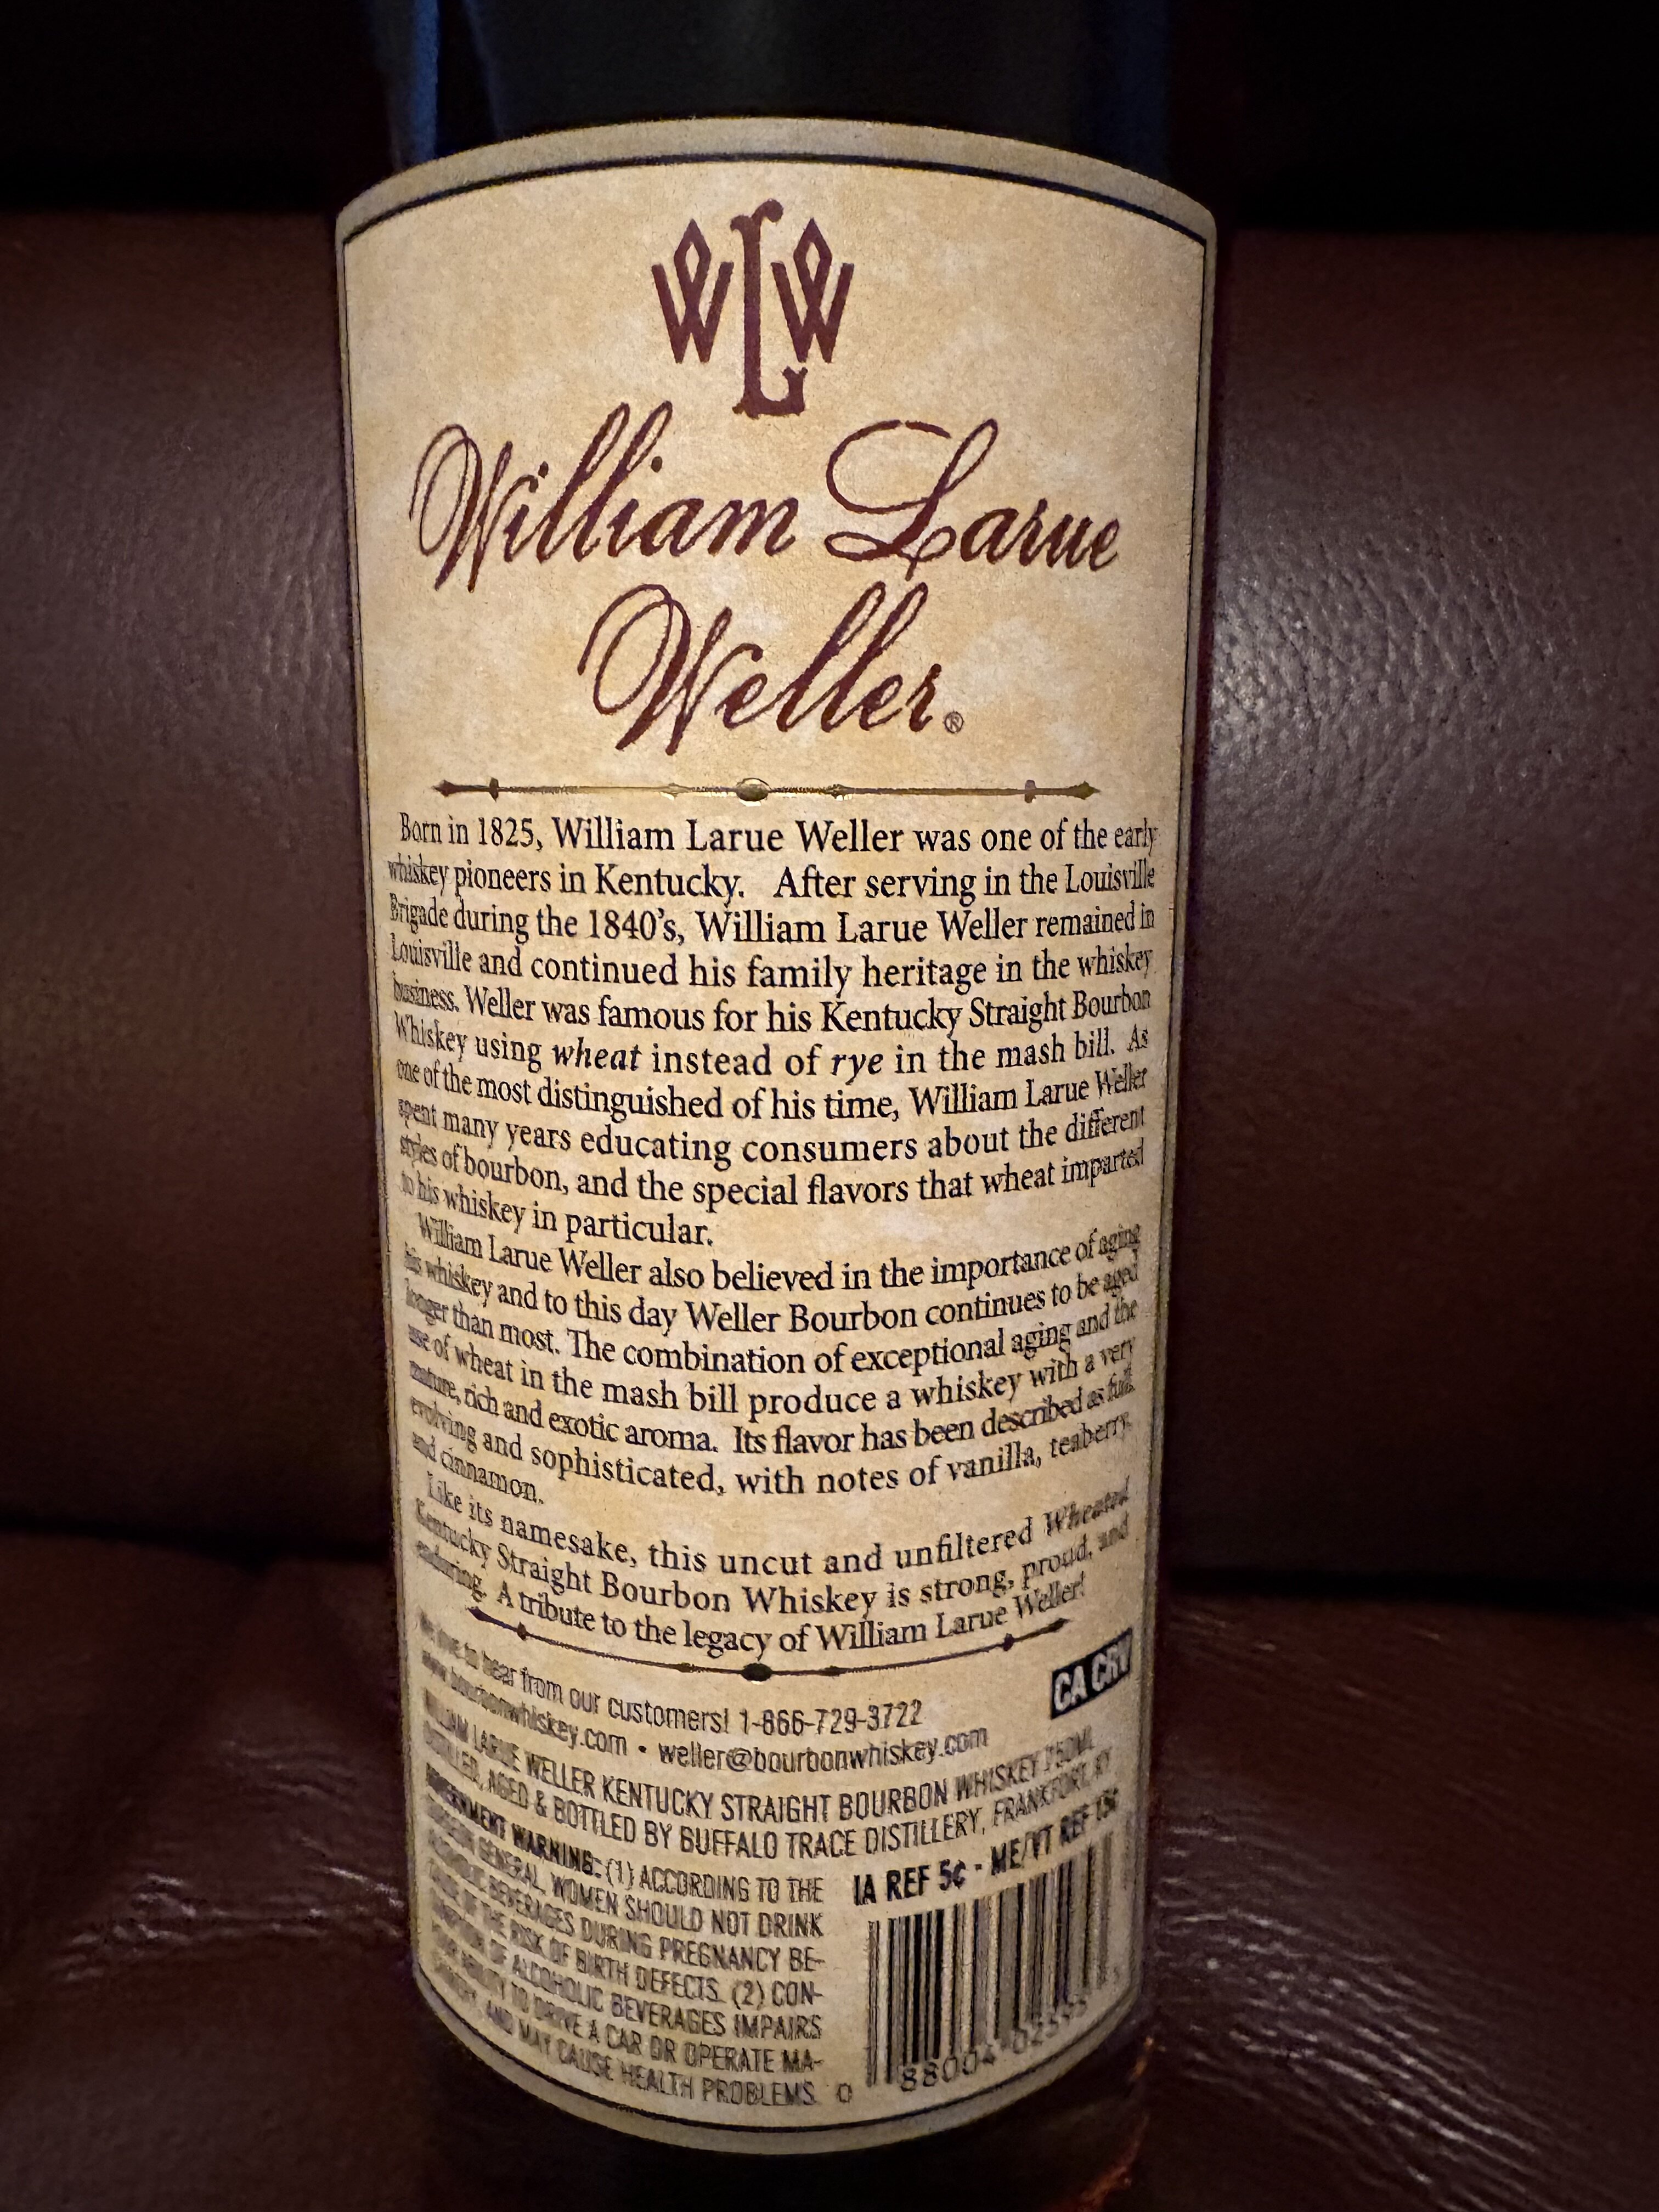 WLW
William Larue
Weller®
Born in 1825, William Larue Weller was one of the early
whiskey pioneers in Kentucky. After serving in the Louisville
Brigade during the 1840's, William Larue Weller remained in
Louisville and continued his family heritage in the whiskey
business. Weller was famous for his Kentucky Straight Bourbon
Whiskey using wheat instead of rye in the mash bill. As
one of the most distinguished of his time, William Larue Weller
spent many years educating consumers about the different
styles of bourbon, and the special flavors that wheat imparted
to his whiskey in particular.
William Larue Weller also believed in the importance of aging
his whiskey and to this day Weller Bourbon continues to be aged
longer than most. The combination of exceptional aging and the
use of wheat in the mash bill produce a whiskey with a very
mature, rich and exotic aroma. Its flavor has been described as full,
evolving and sophisticated, with notes of vanilla, teaberry,
and cinnamon.
Like its namesake, this uncut and unfiltered Wheated
Kentucky Straight Bourbon Whiskey is strong, proud, and
enduring. A tribute to the legacy of William Larue Weller!
CA CRV
We love to hear from our customers! 1-866-729-3722
www.bourbonwhiskey.com • weller@bourbonwhiskey.com
WILLIAM LARUE WELLER KENTUCKY STRAIGHT BOURBON WHISKEY 750ML
DISTILLED, AGED & BOTTLED BY BUFFALO TRACE DISTILLERY, FRANKFORT, KY
GOVERNMENT WARNING: (1) ACCORDING TO THE
SURGEON GENERAL, WOMEN SHOULD NOT DRINK
ALCOHOLIC BEVERAGES DURING PREGNANCY BE-
CAUSE OF THE RISK OF BIRTH DEFECTS. (2) CON-
SUMPTION OF ALCOHOLIC BEVERAGES IMPAIRS
YOUR ABILITY TO DRIVE A CAR OR OPERATE MA-
CHINERY, AND MAY CAUSE HEALTH PROBLEMS.
IA REF 5¢ - ME/VT REF 15¢
0 88004